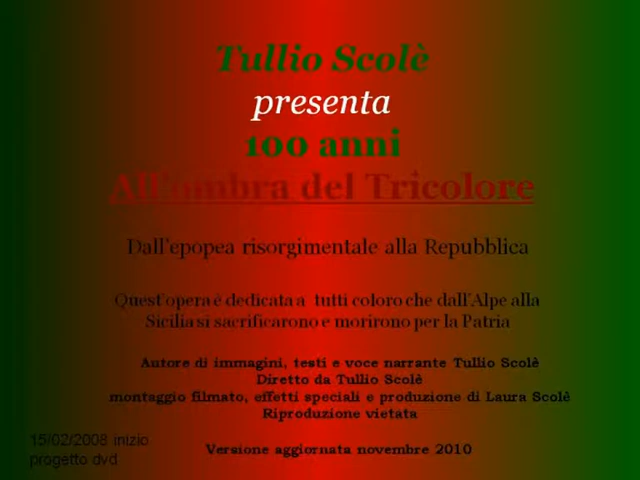 Tullio Scolè
presenta
100 anni
All'ombra del Tricolore
Dall'epopea risorgimentale alla Repubblica
Quest'opera è dedicata a tutti coloro che dall'Alpe alla
Sicilia si sacrificarono e morirono per la Patria
Autore di immagini, testi e voce narrante Tullio Scolè
Diretto da Tullio Scolè
montaggio filmato, effetti speciali e produzione di Laura Scolè
Riproduzione vietata
15/02/2008 inizio
progetto dvd
Versione aggiornata novembre 2010